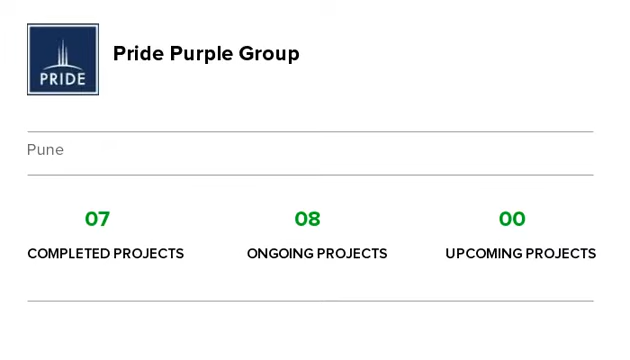 PRIDE
Pride Purple Group
Pune
07 08 00
COMPLETED PROJECTS ONGOING PROJECTS UPCOMING PROJECTS